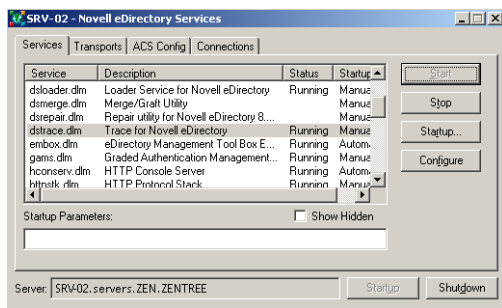 SRV-02 - Novell eDirectory Services
Services Transports ACS Config Connections
Service Description Status Startup
dsloader.dlm Loader Service for Novell eDirectory Running Manua
dsmerge.dlm Merge/Graft Utility Manua
dsrepair.dlm Repair utility for Novell eDirectory 8.... Manua
dstrace.dlm Trace for Novell eDirectory Running Manua
embox.dlm eDirectory Management Tool Box E... Running Autom
gams.dlm Graded Authentication Management... Running Autom
hconserv.dlm HTTP Console Server Running Autom
httpstk.dlm HTTP Protocol Stack Running Manua
Start
Stop
Startup...
Configure
Startup Parameters: Show Hidden
Server: SRV-02.servers.ZEN.ZENTREE Startup Shutdown